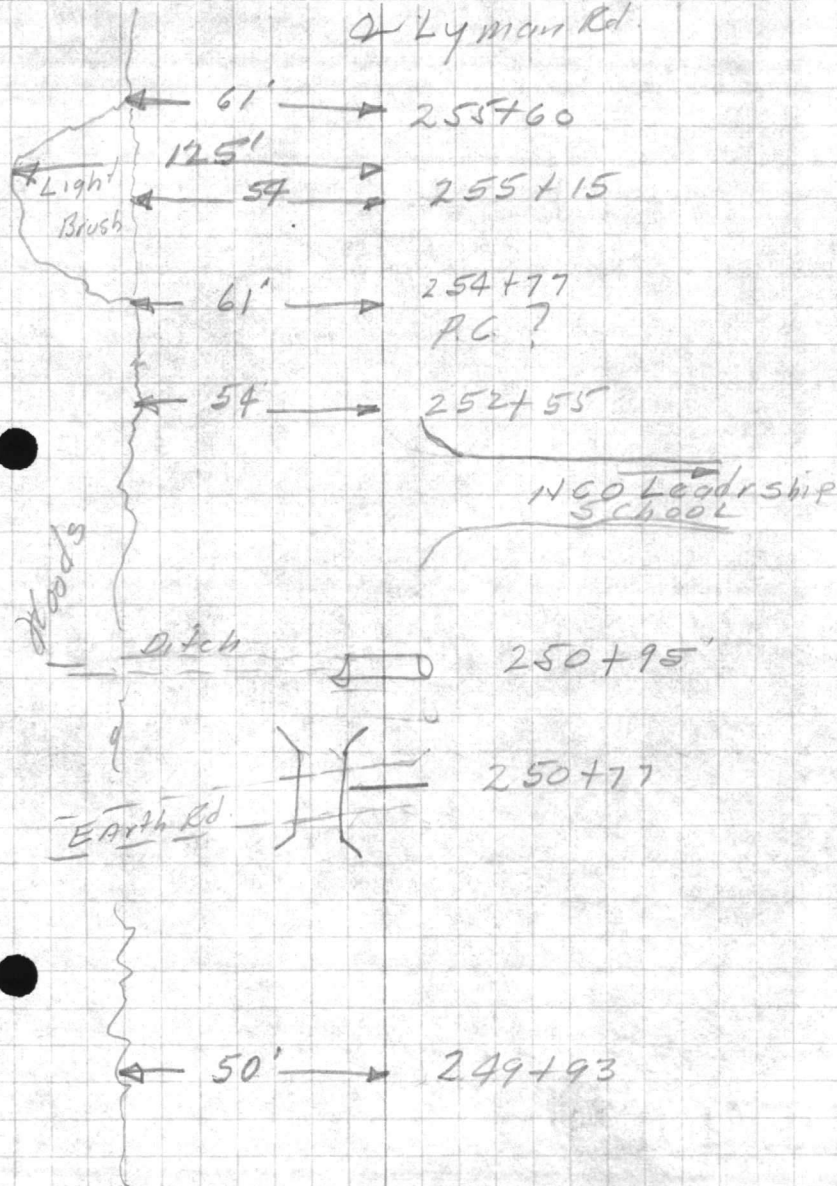 ℄ Lyman Rd.
61' 255+60
125'
Light
54 255+15
Brush
61' 254+77
P.C. ?
54' 252+55
NCO Leadrship
School
Woods
Ditch 250+95'
250+77
EArth Rd
50' 249+93